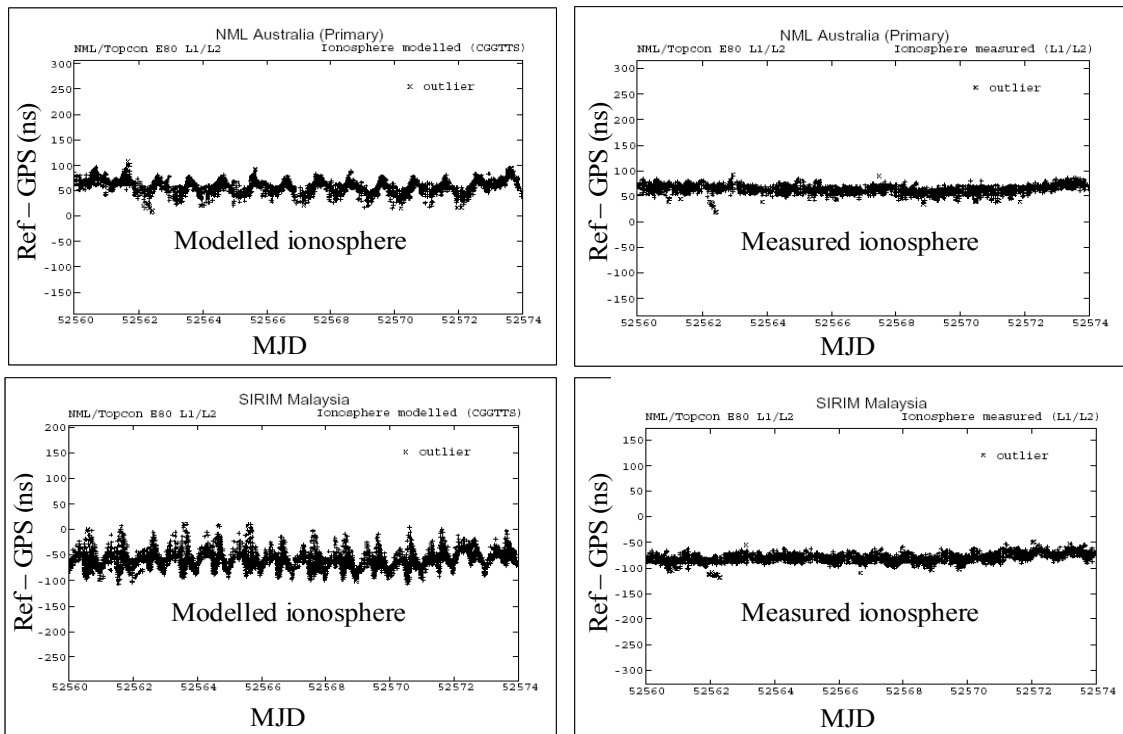 NML Australia (Primary)
NML/Topcon E80 L1/L2 Ionosphere modelled (CGGTTS)
300
250
200
150
100
50
0
-50
-100
-150
× outlier
Ref – GPS (ns)
Modelled ionosphere
52560 52562 52564 52566 52568 52570 52572 52574
MJD
NML Australia (Primary)
NML/Topcon E80 L1/L2 Ionosphere measured (L1/L2)
300
250
200
150
100
50
0
-50
-100
-150
× outlier
Ref – GPS (ns)
Measured ionosphere
52560 52562 52564 52566 52568 52570 52572 52574
MJD
SIRIM Malaysia
NML/Topcon E80 L1/L2 Ionosphere modelled (CGGTTS)
200
150
100
50
0
-50
-100
-150
-200
-250
× outlier
Ref – GPS (ns)
Modelled ionosphere
52560 52562 52564 52566 52568 52570 52572 52574
MJD
SIRIM Malaysia
NML/Topcon E80 L1/L2 Ionosphere measured (L1/L2)
150
100
50
0
-50
-100
-150
-200
-250
-300
× outlier
Ref – GPS (ns)
Measured ionosphere
52560 52562 52564 52566 52568 52570 52572 52574
MJD